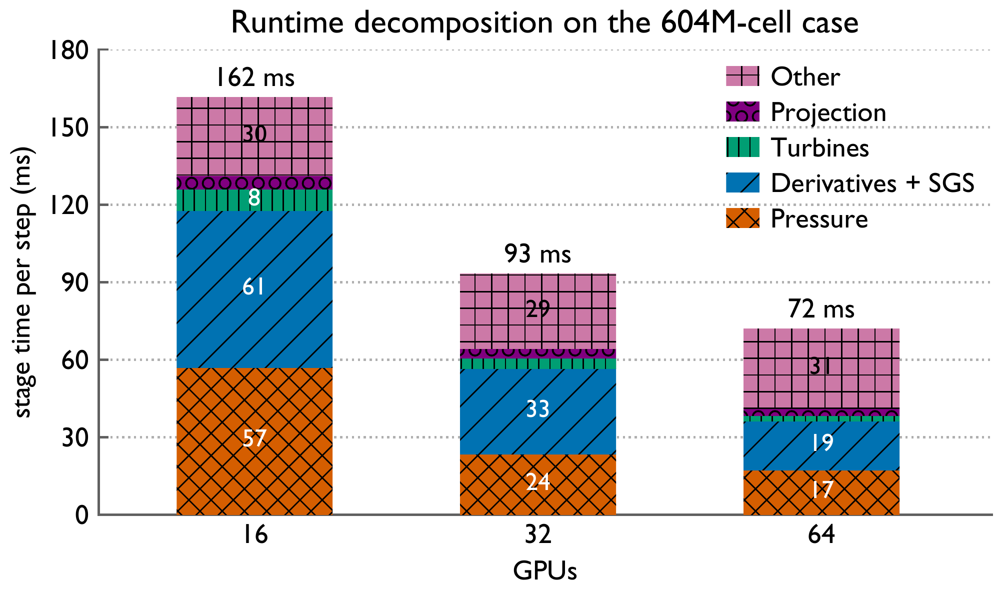 Runtime decomposition on the 604M-cell case
180
150
120
90
60
30
0
stage time per step (ms)
162 ms
30
8
61
57
93 ms
29
33
24
72 ms
31
19
17
Other
Projection
Turbines
Derivatives + SGS
Pressure
16
32
64
GPUs